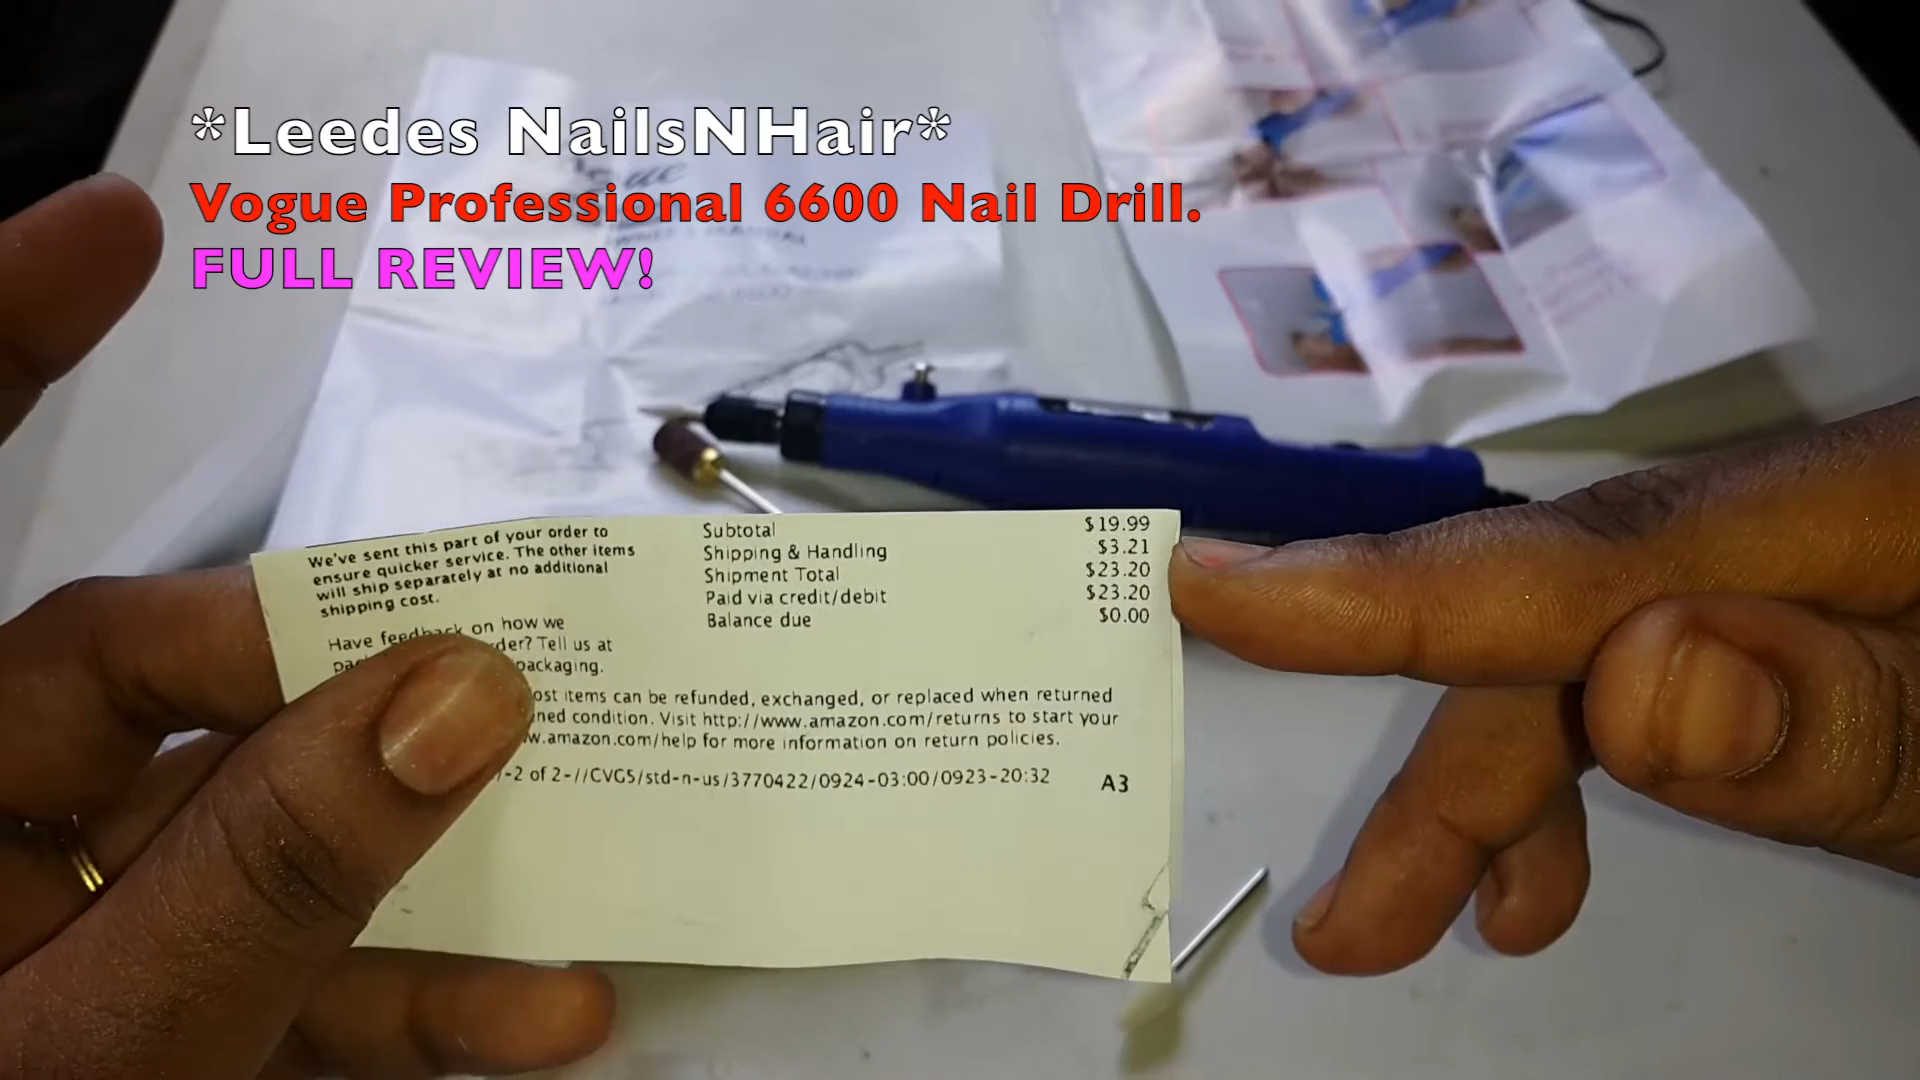 *Leedes NailsNHair*
Vogue Professional 6600 Nail Drill.
FULL REVIEW!
We've sent this part of your order to
ensure quicker service. The other items
will ship separately at no additional
shipping cost.
Have feedback on how we
rder? Tell us at
packaging.
Subtotal $19.99
Shipping & Handling $3.21
Shipment Total $23.20
Paid via credit/debit $23.20
Balance due $0.00
ost items can be refunded, exchanged, or replaced when returned
ned condition. Visit http://www.amazon.com/returns to start your
w.amazon.com/help for more information on return policies.
/-2 of 2-//CVG5/std-n-us/3770422/0924-03:00/0923-20:32 A3